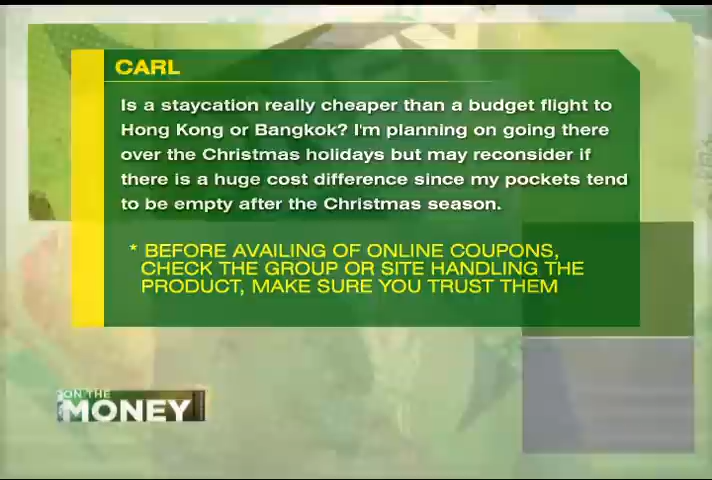 CARL
Is a staycation really cheaper than a budget flight to
Hong Kong or Bangkok? I'm planning on going there
over the Christmas holidays but may reconsider if
there is a huge cost difference since my pockets tend
to be empty after the Christmas season.
* BEFORE AVAILING OF ONLINE COUPONS,
CHECK THE GROUP OR SITE HANDLING THE
PRODUCT, MAKE SURE YOU TRUST THEM
ON THE
MONEY